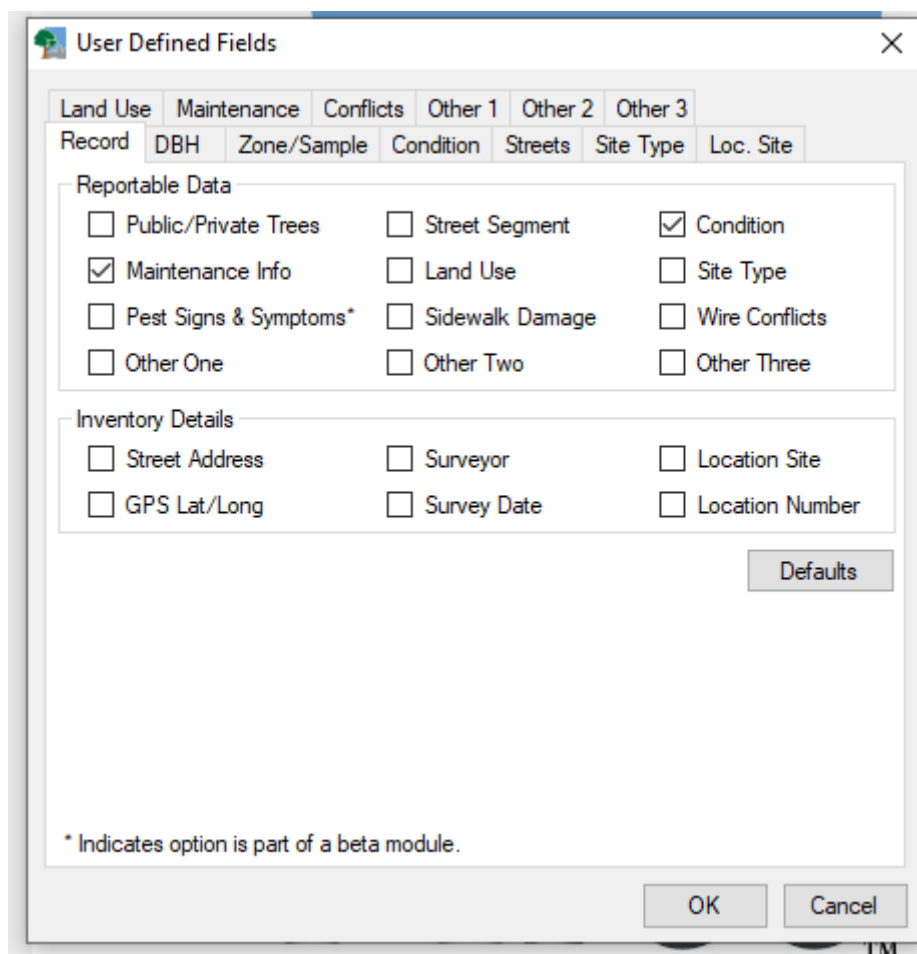 User Defined Fields
Land Use Maintenance Conflicts Other 1 Other 2 Other 3
Record DBH Zone/Sample Condition Streets Site Type Loc. Site
Reportable Data
Public/Private Trees Street Segment Condition
Maintenance Info Land Use Site Type
Pest Signs & Symptoms* Sidewalk Damage Wire Conflicts
Other One Other Two Other Three
Inventory Details
Street Address Surveyor Location Site
GPS Lat/Long Survey Date Location Number
Defaults
* Indicates option is part of a beta module.
OK Cancel
TM